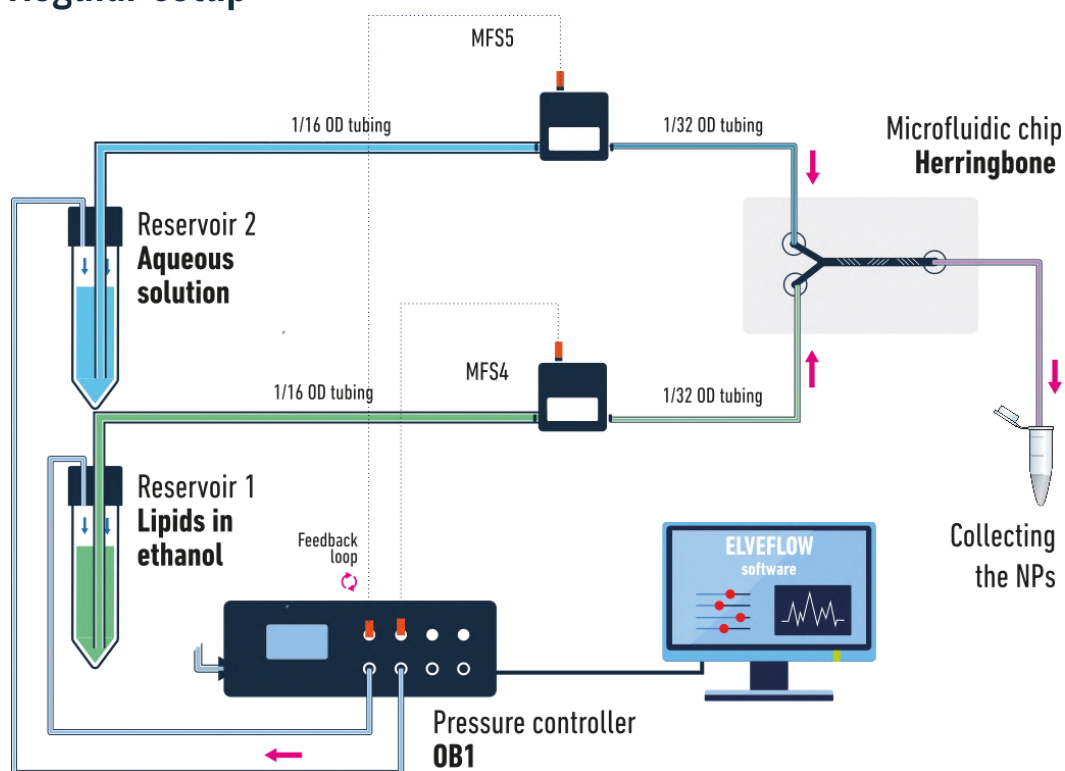 Regular setup
MFS5
1/16 OD tubing
1/32 OD tubing
Microfluidic chip
Herringbone
Reservoir 2
Aqueous
solution
MFS4
1/16 OD tubing
1/32 OD tubing
Reservoir 1
Lipids in
ethanol
Feedback
loop
ELVEFLOW
software
Collecting
the NPs
Pressure controller
OB1